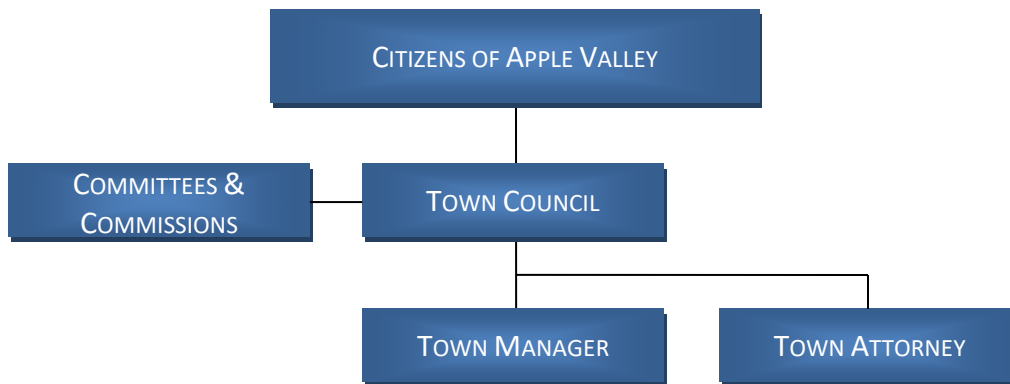 CITIZENS OF APPLE VALLEY
COMMITTEES &
COMMISSIONS
TOWN COUNCIL
TOWN MANAGER
TOWN ATTORNEY